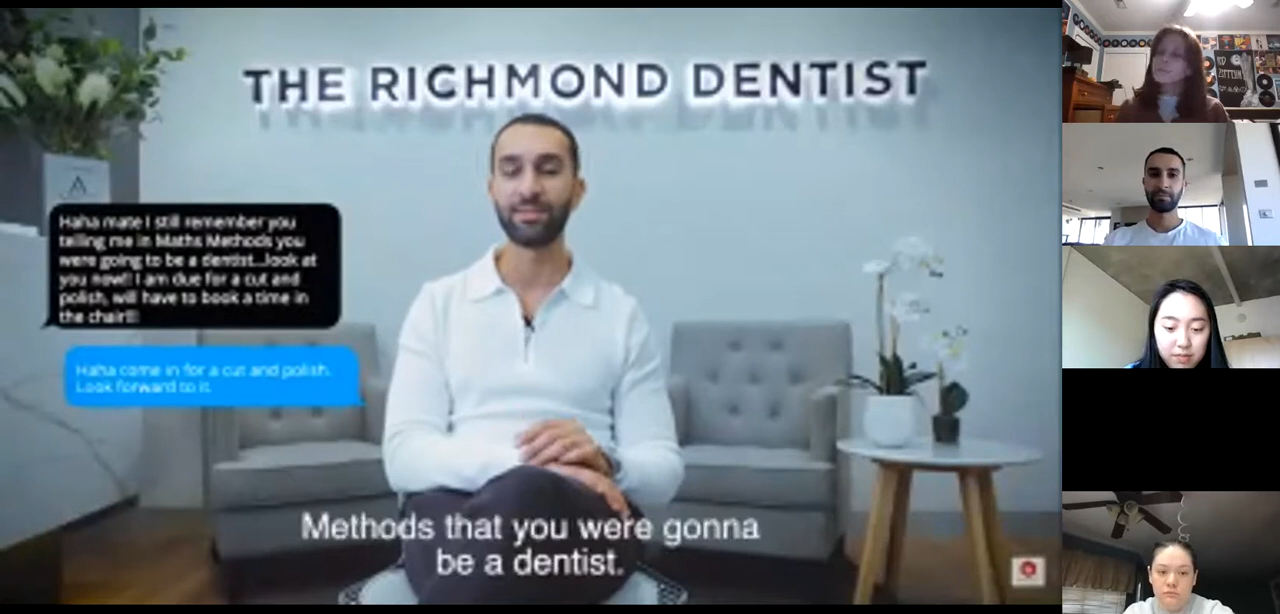 THE RICHMOND DENTIST
Haha mate I still remember you
telling me in Maths Methods you
were going to be a dentist...look at
you now!! I am due for a cut and
polish, will have to book a time in
the chair!!!
Haha come in for a cut and polish.
Look forward to it.
Methods that you were gonna
be a dentist.